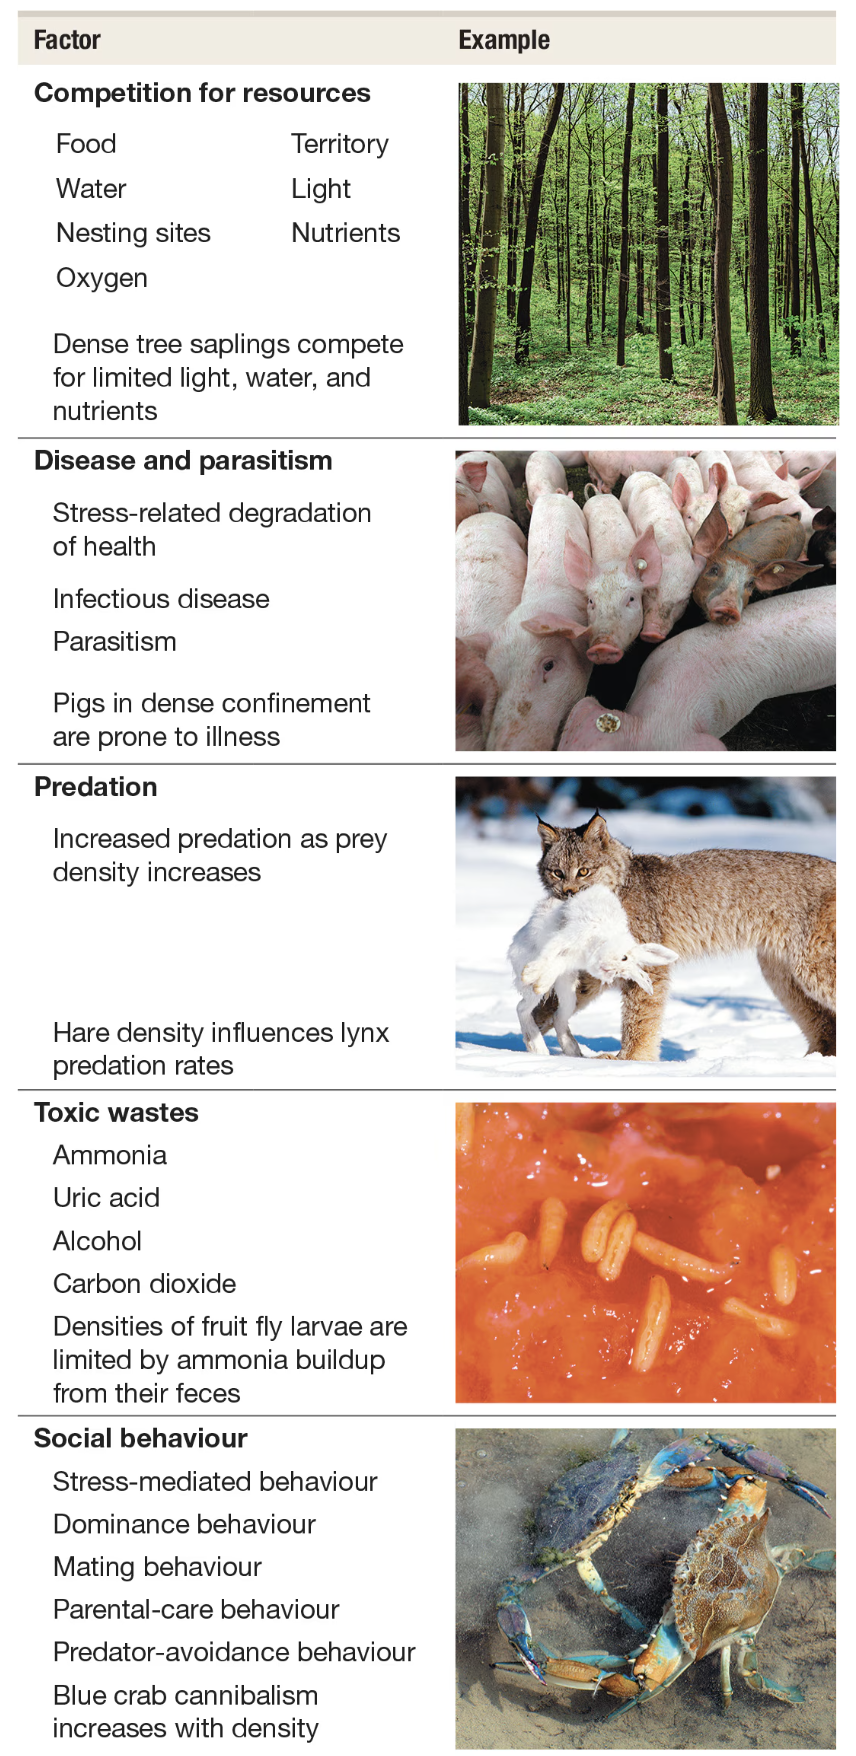 Factor Example
Competition for resources
Food Territory
Water Light
Nesting sites Nutrients
Oxygen
Dense tree saplings compete
for limited light, water, and
nutrients
Disease and parasitism
Stress-related degradation
of health
Infectious disease
Parasitism
Pigs in dense confinement
are prone to illness
Predation
Increased predation as prey
density increases
Hare density influences lynx
predation rates
Toxic wastes
Ammonia
Uric acid
Alcohol
Carbon dioxide
Densities of fruit fly larvae are
limited by ammonia buildup
from their feces
Social behaviour
Stress-mediated behaviour
Dominance behaviour
Mating behaviour
Parental-care behaviour
Predator-avoidance behaviour
Blue crab cannibalism
increases with density